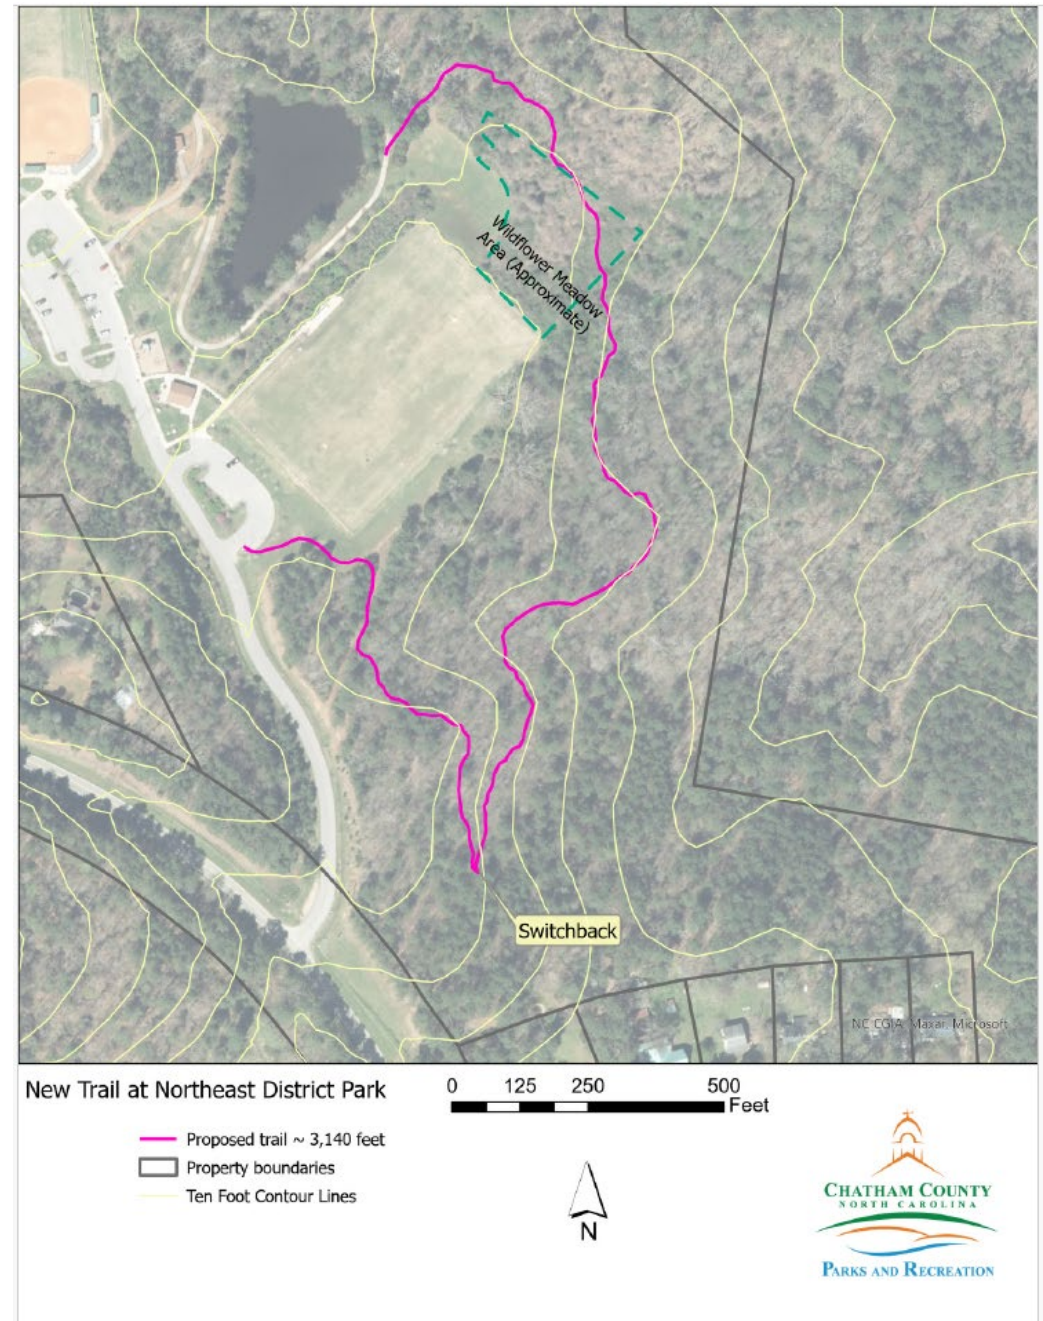 Wildflower Meadow
Area (Approximate)
Switchback
NC CGIA, Maxar, Microsoft
New Trail at Northeast District Park
0 125 250 500
Feet
Proposed trail ~ 3,140 feet
Property boundaries
Ten Foot Contour Lines
N
CHATHAM COUNTY
NORTH CAROLINA
PARKS AND RECREATION